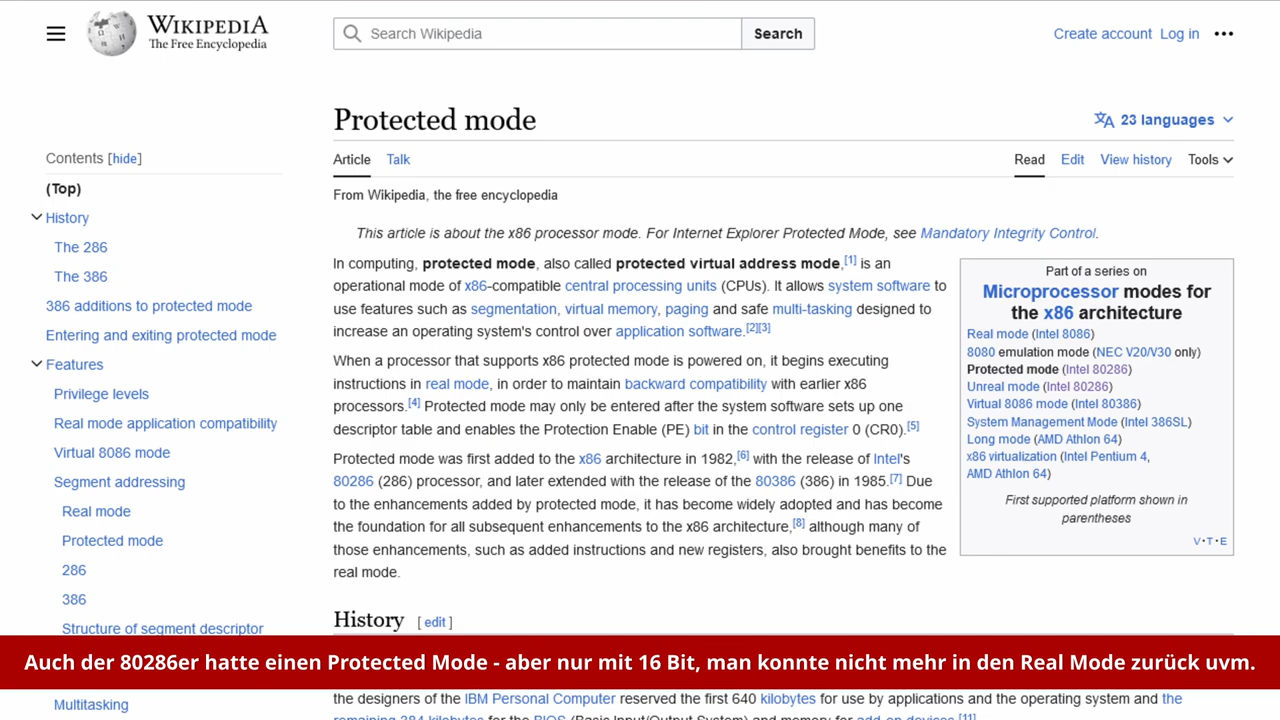 WIKIPEDIA
The Free Encyclopedia
Search Wikipedia
Search
Create account Log in
Protected mode
23 languages
Article Talk
Read Edit View history Tools
From Wikipedia, the free encyclopedia
Contents [hide]
(Top)
History
The 286
The 386
386 additions to protected mode
Entering and exiting protected mode
Features
Privilege levels
Real mode application compatibility
Virtual 8086 mode
Segment addressing
Real mode
Protected mode
286
386
Structure of segment descriptor
Multitasking
This article is about the x86 processor mode. For Internet Explorer Protected Mode, see Mandatory Integrity Control.
In computing, protected mode, also called protected virtual address mode,[1] is an
operational mode of x86-compatible central processing units (CPUs). It allows system software to
use features such as segmentation, virtual memory, paging and safe multi-tasking designed to
increase an operating system's control over application software.[2][3]
When a processor that supports x86 protected mode is powered on, it begins executing
instructions in real mode, in order to maintain backward compatibility with earlier x86
processors.[4] Protected mode may only be entered after the system software sets up one
descriptor table and enables the Protection Enable (PE) bit in the control register 0 (CR0).[5]
Protected mode was first added to the x86 architecture in 1982,[6] with the release of Intel's
80286 (286) processor, and later extended with the release of the 80386 (386) in 1985.[7] Due
to the enhancements added by protected mode, it has become widely adopted and has become
the foundation for all subsequent enhancements to the x86 architecture,[8] although many of
those enhancements, such as added instructions and new registers, also brought benefits to the
real mode.
Part of a series on
Microprocessor modes for
the x86 architecture
Real mode (Intel 8086)
8080 emulation mode (NEC V20/V30 only)
Protected mode (Intel 80286)
Unreal mode (Intel 80286)
Virtual 8086 mode (Intel 80386)
System Management Mode (Intel 386SL)
Long mode (AMD Athlon 64)
x86 virtualization (Intel Pentium 4,
AMD Athlon 64)
First supported platform shown in
parentheses
V·T·E
History [ edit ]
Auch der 80286er hatte einen Protected Mode - aber nur mit 16 Bit, man konnte nicht mehr in den Real Mode zurück uvm.
the designers of the IBM Personal Computer reserved the first 640 kilobytes for use by applications and the operating system and the
remaining 384 kilobytes for the BIOS (Basic Input/Output System) and memory for add-on devices.[11]